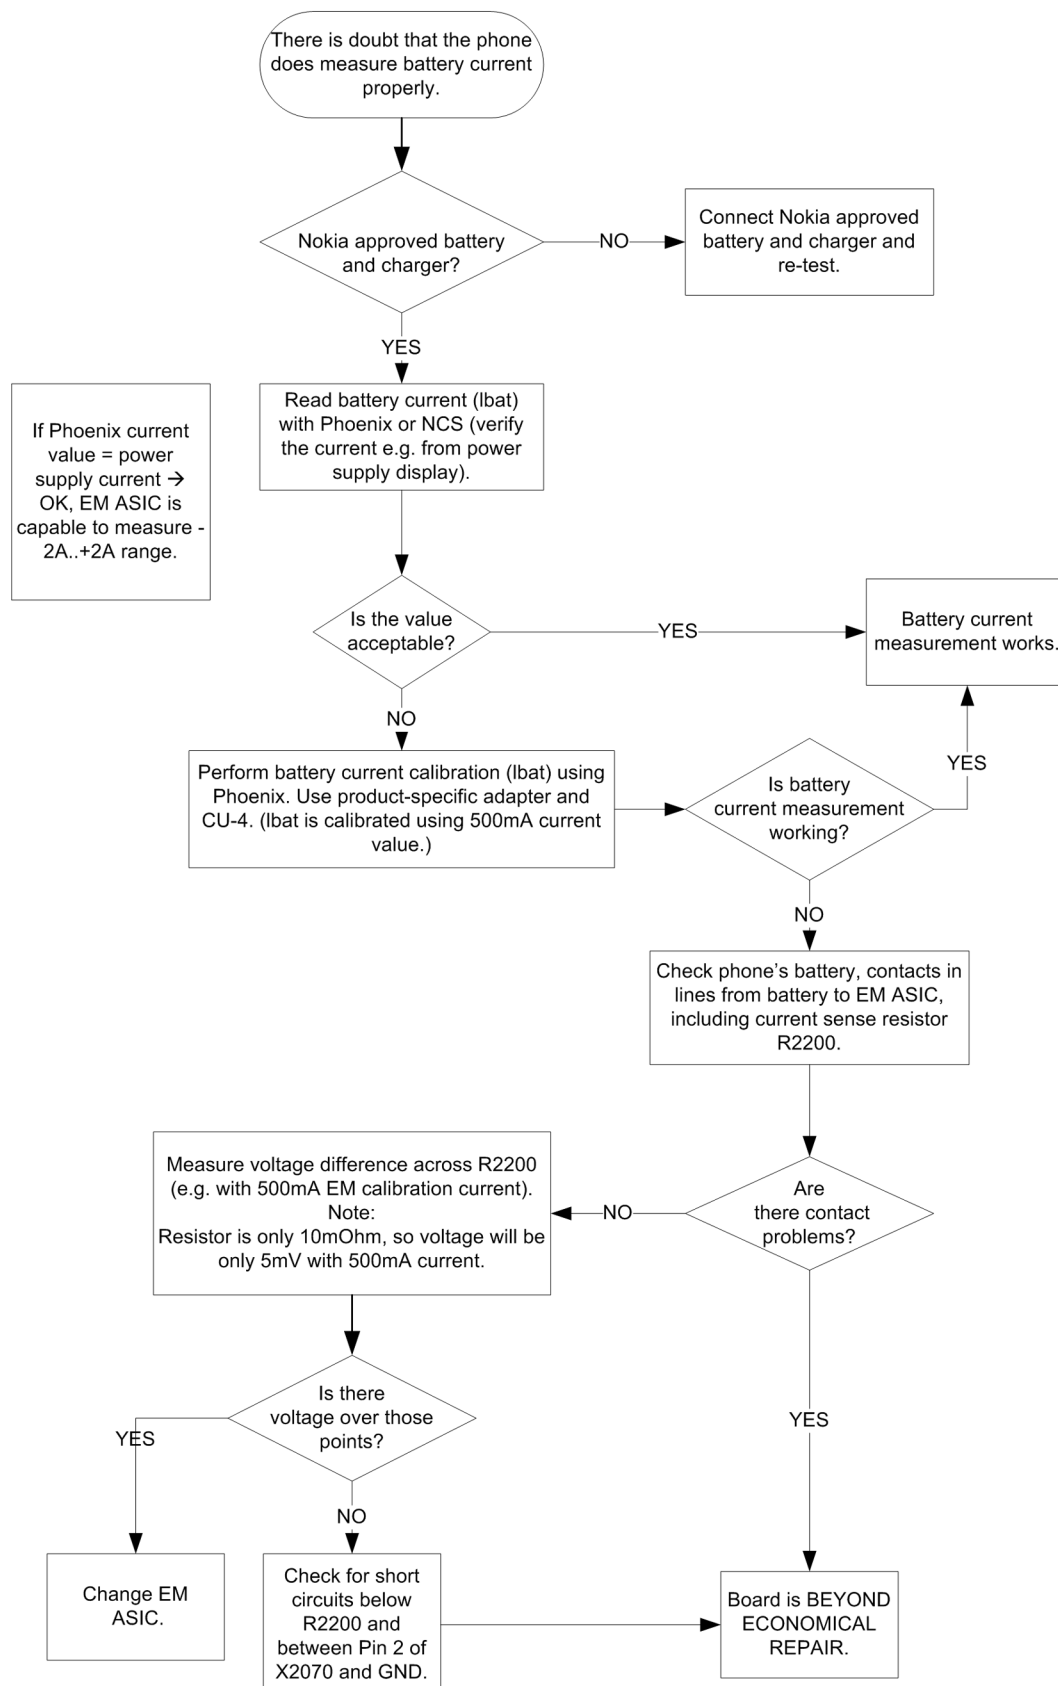 There is doubt that the phone
does measure battery current
properly.
Nokia approved battery
and charger?
NO
Connect Nokia approved
battery and charger and
re-test.
YES
If Phoenix current
value = power
supply current →
OK, EM ASIC is
capable to measure -
2A..+2A range.
Read battery current (Ibat)
with Phoenix or NCS (verify
the current e.g. from power
supply display).
Is the value
acceptable?
YES
Battery current
measurement works.
NO
Perform battery current calibration (Ibat) using
Phoenix. Use product-specific adapter and
CU-4. (Ibat is calibrated using 500mA current
value.)
Is battery
current measurement
working?
YES
NO
Check phone’s battery, contacts in
lines from battery to EM ASIC,
including current sense resistor
R2200.
Are
there contact
problems?
NO
Measure voltage difference across R2200
(e.g. with 500mA EM calibration current).
Note:
Resistor is only 10mOhm, so voltage will be
only 5mV with 500mA current.
Is there
voltage over those
points?
YES
YES
NO
Change EM
ASIC.
Check for short
circuits below
R2200 and
between Pin 2 of
X2070 and GND.
Board is BEYOND
ECONOMICAL
REPAIR.